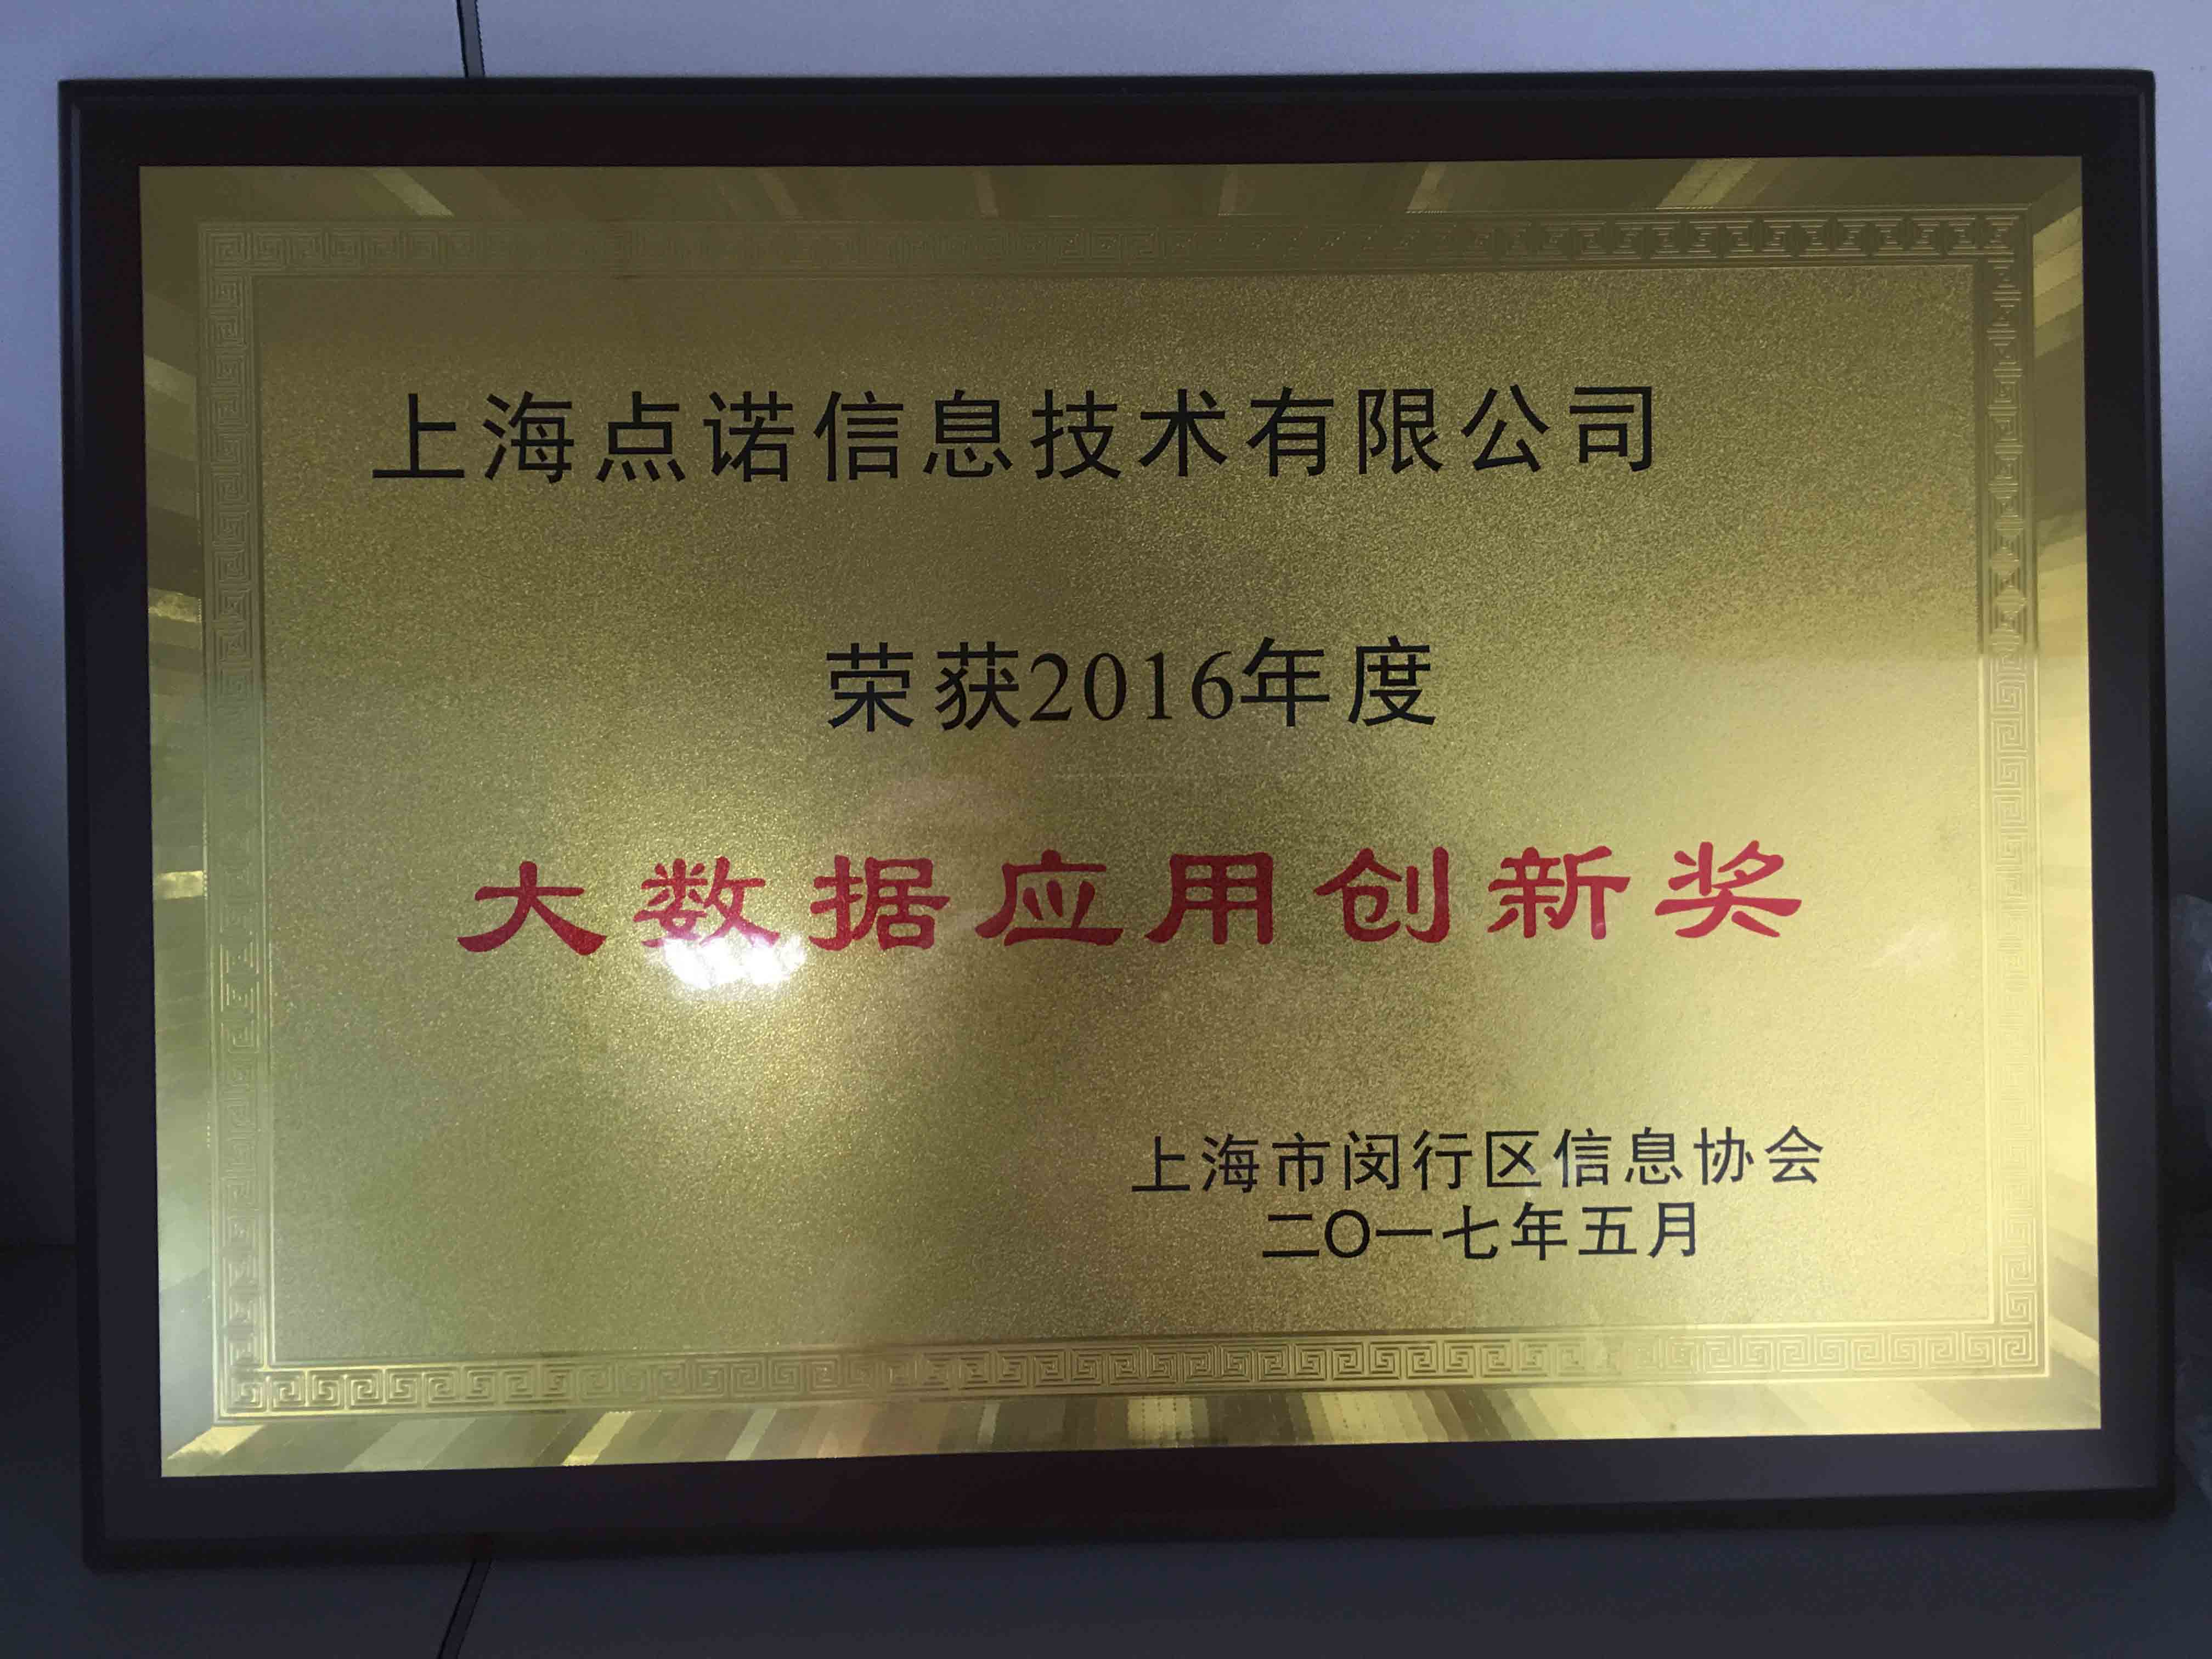 上海点诺信息技术有限公司
荣获2016年度
大数据应用创新奖
上海市闵行区信息协会
二〇一七年五月